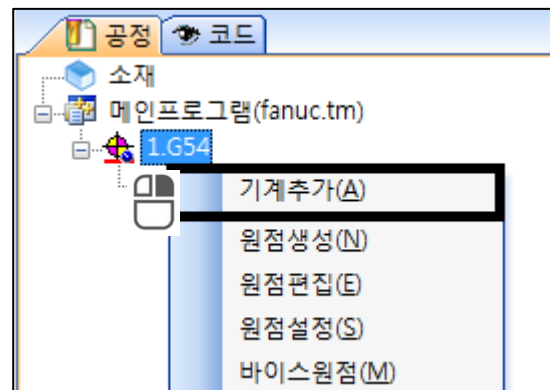 공정 코드
소재
메인프로그램(fanuc.tm)
1.G54
기계추가(A)
원점생성(N)
원점편집(E)
원점설정(S)
바이스원점(M)